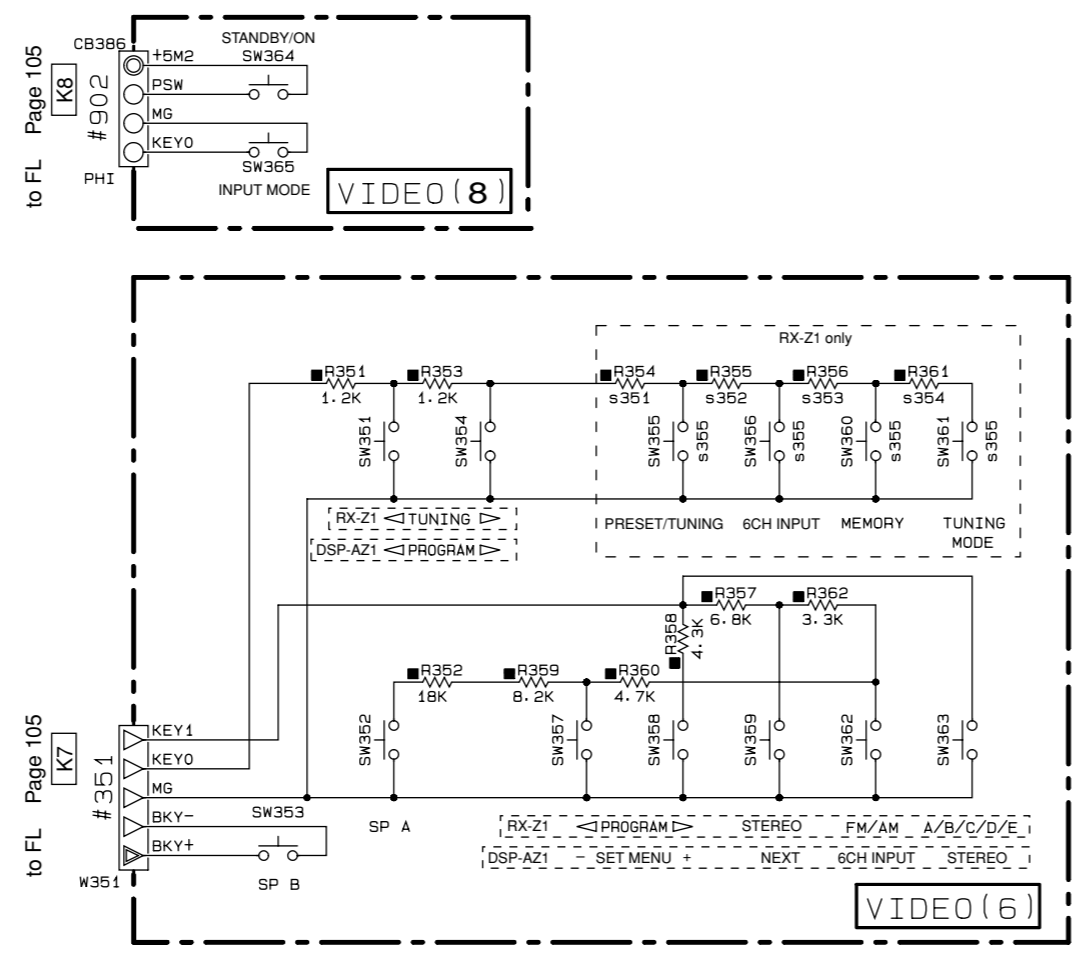 STANDBY/ON
CB386
+5M2
SW364
PSW
MG
KEY0
SW365
INPUT MODE
PHI
#902
K8
to FL Page 105
VIDEO(8)
RX-Z1 only
R351
1.2K
R353
1.2K
R354
s351
R355
s352
R356
s353
R361
s354
SW351
SW354
SW355
s355
SW356
s355
SW360
s355
SW361
s355
RX-Z1 TUNING
DSP-AZ1 PROGRAM
PRESET/TUNING
6CH INPUT
MEMORY
TUNING
MODE
R357
6.8K
R362
3.3K
R358
4.3K
R352
18K
R359
8.2K
R360
4.7K
SW352
SW357
SW358
SW359
SW362
SW363
KEY1
KEY0
MG
BKY-
BKY+
#351
K7
to FL Page 105
W351
SW353
SP B
SP A
RX-Z1 PROGRAM STEREO FM/AM A/B/C/D/E
DSP-AZ1 - SET MENU + NEXT 6CH INPUT STEREO
VIDEO(6)